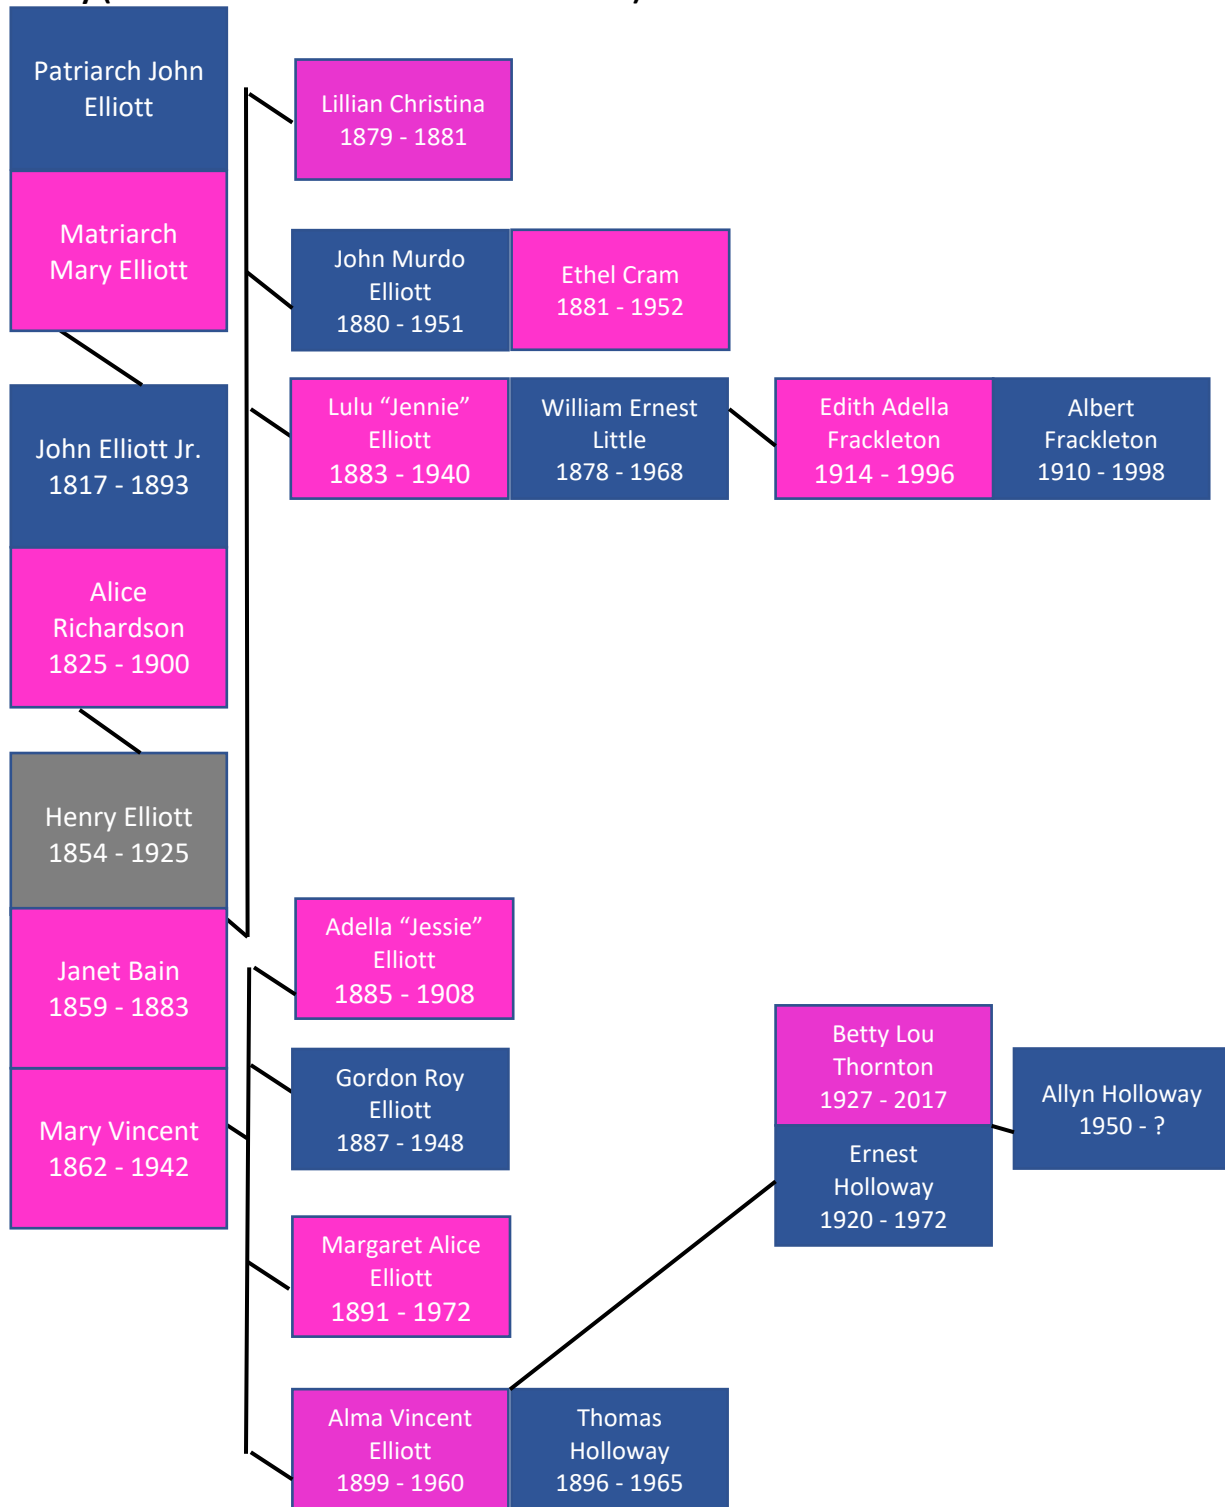 Patriarch John
Elliott
Matriarch
Mary Elliott
John Elliott Jr.
1817 - 1893
Alice
Richardson
1825 - 1900
Henry Elliott
1854 - 1925
Janet Bain
1859 - 1883
Mary Vincent
1862 - 1942
Lillian Christina
1879 - 1881
John Murdo
Elliott
1880 - 1951
Ethel Cram
1881 - 1952
Lulu “Jennie”
Elliott
1883 - 1940
William Ernest
Little
1878 - 1968
Edith Adella
Frackleton
1914 - 1996
Albert
Frackleton
1910 - 1998
Adella “Jessie”
Elliott
1885 - 1908
Gordon Roy
Elliott
1887 - 1948
Margaret Alice
Elliott
1891 - 1972
Alma Vincent
Elliott
1899 - 1960
Thomas
Holloway
1896 - 1965
Betty Lou
Thornton
1927 - 2017
Ernest
Holloway
1920 - 1972
Allyn Holloway
1950 - ?